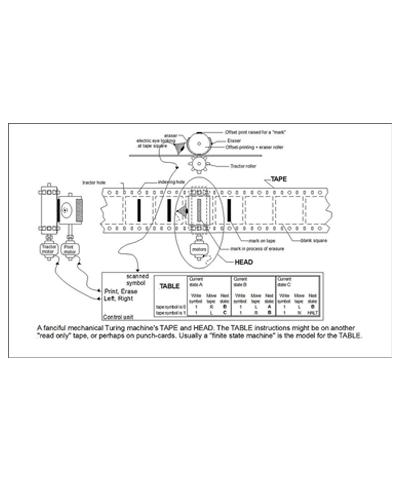 Offset print raised for a "mark"
eraser
Eraser
electric eye looking
at tape square
Offset-printing + eraser roller
Tractor roller
TAPE
tractor hole
indexing hole
blank square
mark on tape
mark in process of erasure
Tractor
motor
Print
motor
motors
HEAD
scanned
symbol
Print, Erase
Left, Right
Control unit
TABLE
Current
state A
Current
state B
Current
state C
Write
symbol
Move
tape
Next
state
Write
symbol
Move
tape
Next
state
Write
symbol
Move
tape
Next
state
tape symbol is 0: 1 R B 1 L A 1 L B
tape symbol is 1: 1 L C 1 R B 1 N HALT
A fanciful mechanical Turing machine's TAPE and HEAD. The TABLE instructions might be on another
"read only" tape, or perhaps on punch-cards. Usually a "finite state machine" is the model for the TABLE.